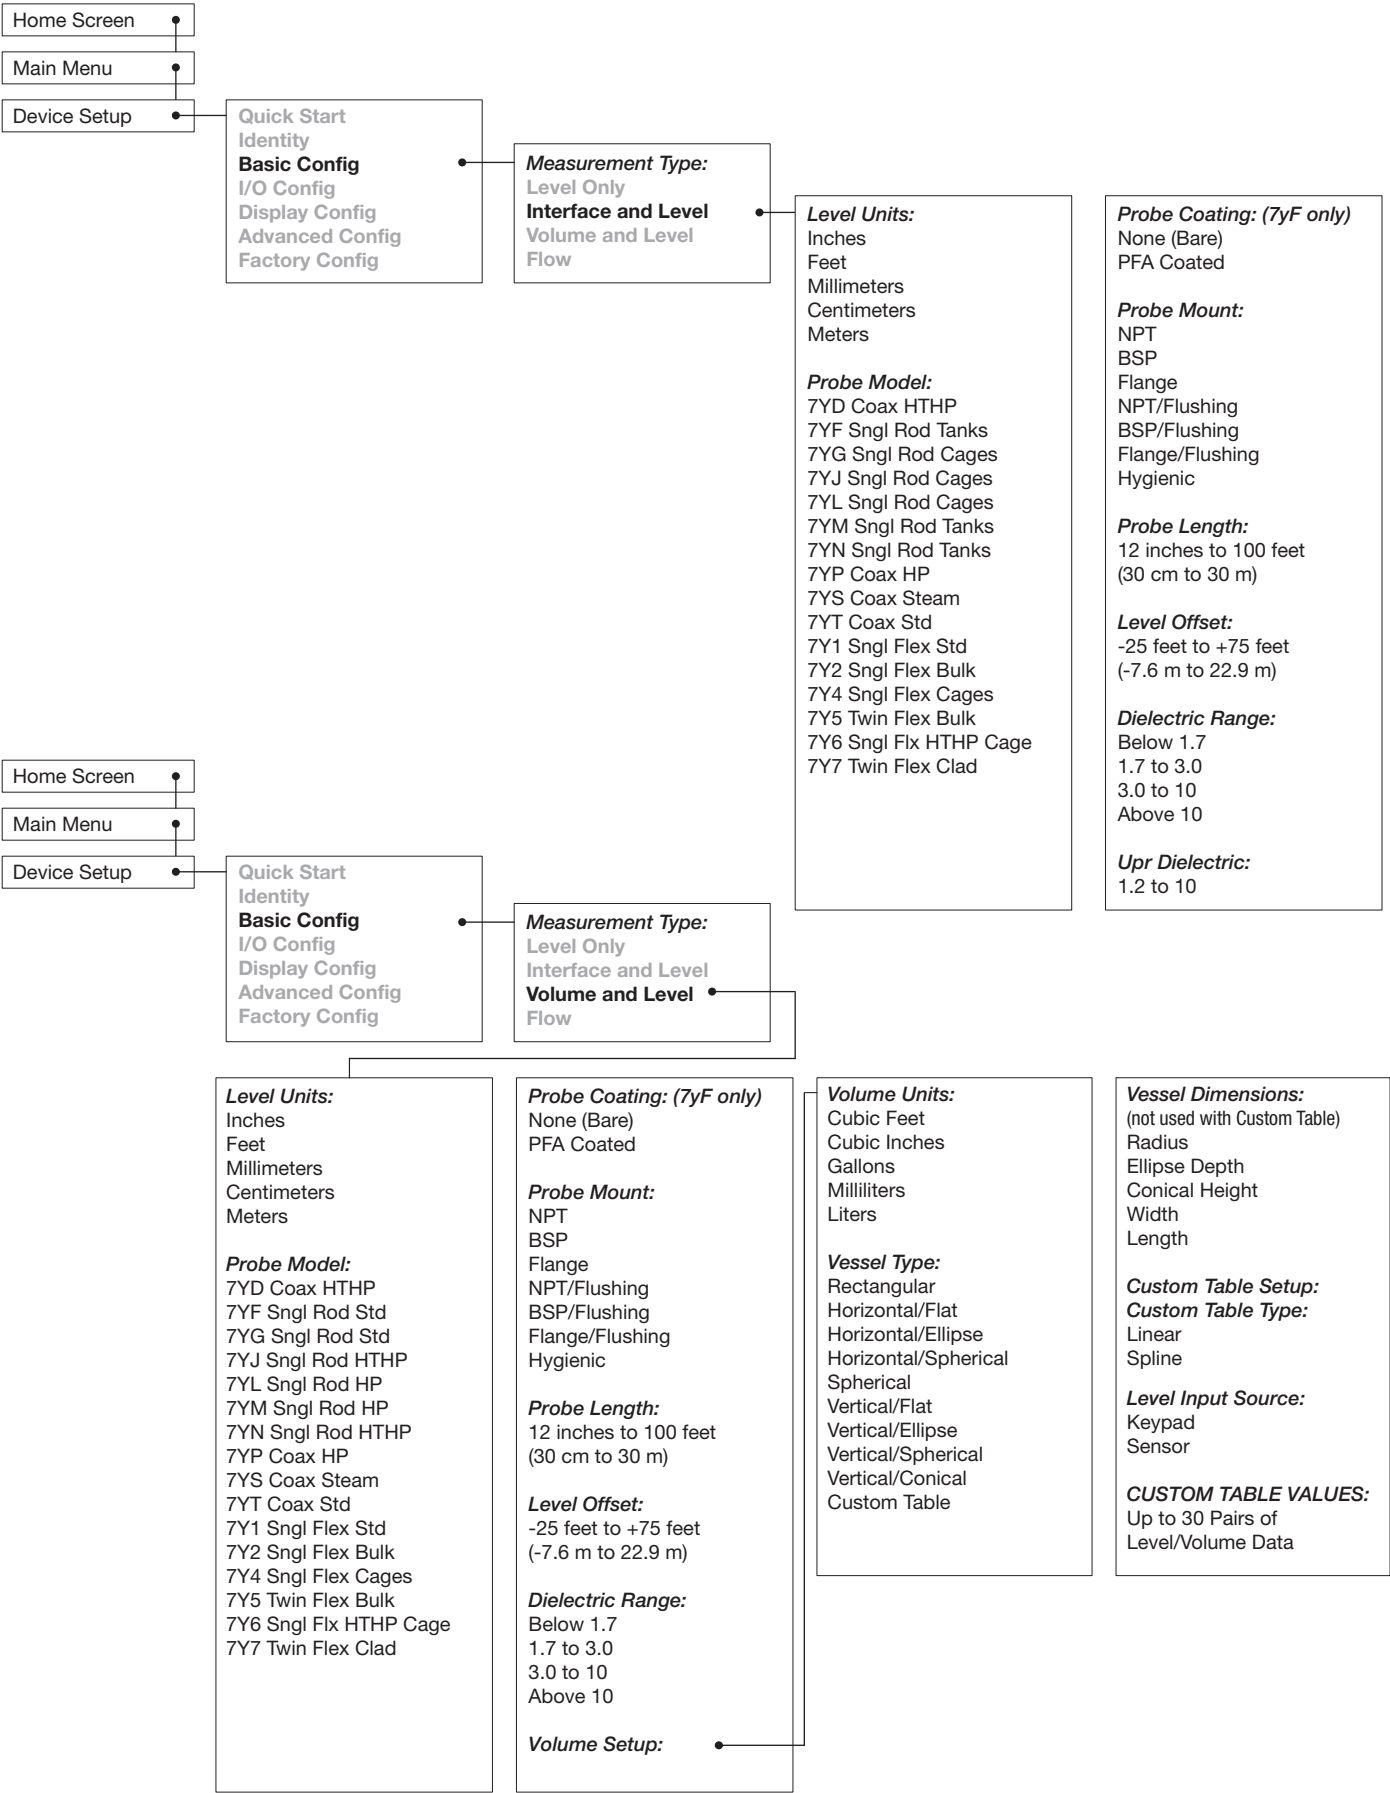 Home Screen
Main Menu
Device Setup
Quick Start
Identity
Basic Config
I/O Config
Display Config
Advanced Config
Factory Config
Measurement Type:
Level Only
Interface and Level
Volume and Level
Flow
Level Units:
Inches
Feet
Millimeters
Centimeters
Meters
Probe Model:
7YD Coax HTHP
7YF Sngl Rod Tanks
7YG Sngl Rod Cages
7YJ Sngl Rod Cages
7YL Sngl Rod Cages
7YM Sngl Rod Tanks
7YN Sngl Rod Tanks
7YP Coax HP
7YS Coax Steam
7YT Coax Std
7Y1 Sngl Flex Std
7Y2 Sngl Flex Bulk
7Y4 Sngl Flex Cages
7Y5 Twin Flex Bulk
7Y6 Sngl Flx HTHP Cage
7Y7 Twin Flex Clad
Probe Coating: (7yF only)
None (Bare)
PFA Coated
Probe Mount:
NPT
BSP
Flange
NPT/Flushing
BSP/Flushing
Flange/Flushing
Hygienic
Probe Length:
12 inches to 100 feet
(30 cm to 30 m)
Level Offset:
-25 feet to +75 feet
(-7.6 m to 22.9 m)
Dielectric Range:
Below 1.7
1.7 to 3.0
3.0 to 10
Above 10
Upr Dielectric:
1.2 to 10
Home Screen
Main Menu
Device Setup
Quick Start
Identity
Basic Config
I/O Config
Display Config
Advanced Config
Factory Config
Measurement Type:
Level Only
Interface and Level
Volume and Level
Flow
Level Units:
Inches
Feet
Millimeters
Centimeters
Meters
Probe Model:
7YD Coax HTHP
7YF Sngl Rod Std
7YG Sngl Rod Std
7YJ Sngl Rod HTHP
7YL Sngl Rod HP
7YM Sngl Rod HP
7YN Sngl Rod HTHP
7YP Coax HP
7YS Coax Steam
7YT Coax Std
7Y1 Sngl Flex Std
7Y2 Sngl Flex Bulk
7Y4 Sngl Flex Cages
7Y5 Twin Flex Bulk
7Y6 Sngl Flx HTHP Cage
7Y7 Twin Flex Clad
Probe Coating: (7yF only)
None (Bare)
PFA Coated
Probe Mount:
NPT
BSP
Flange
NPT/Flushing
BSP/Flushing
Flange/Flushing
Hygienic
Probe Length:
12 inches to 100 feet
(30 cm to 30 m)
Level Offset:
-25 feet to +75 feet
(-7.6 m to 22.9 m)
Dielectric Range:
Below 1.7
1.7 to 3.0
3.0 to 10
Above 10
Volume Setup:
Volume Units:
Cubic Feet
Cubic Inches
Gallons
Milliliters
Liters
Vessel Type:
Rectangular
Horizontal/Flat
Horizontal/Ellipse
Horizontal/Spherical
Spherical
Vertical/Flat
Vertical/Ellipse
Vertical/Spherical
Vertical/Conical
Custom Table
Vessel Dimensions:
(not used with Custom Table)
Radius
Ellipse Depth
Conical Height
Width
Length
Custom Table Setup:
Custom Table Type:
Linear
Spline
Level Input Source:
Keypad
Sensor
CUSTOM TABLE VALUES:
Up to 30 Pairs of
Level/Volume Data